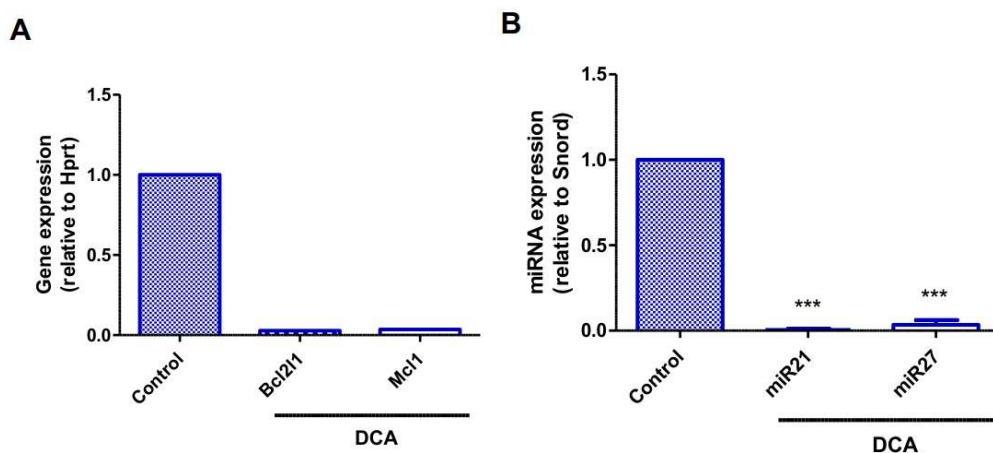 A
Gene expression
(relative to Hprt)
1.5
1.0
0.5
0.0
Control
Bcl2l1
Mcl1
DCA
B
miRNA expression
(relative to Snord)
1.5
1.0
0.5
0.0
***
***
Control
miR21
miR27
DCA